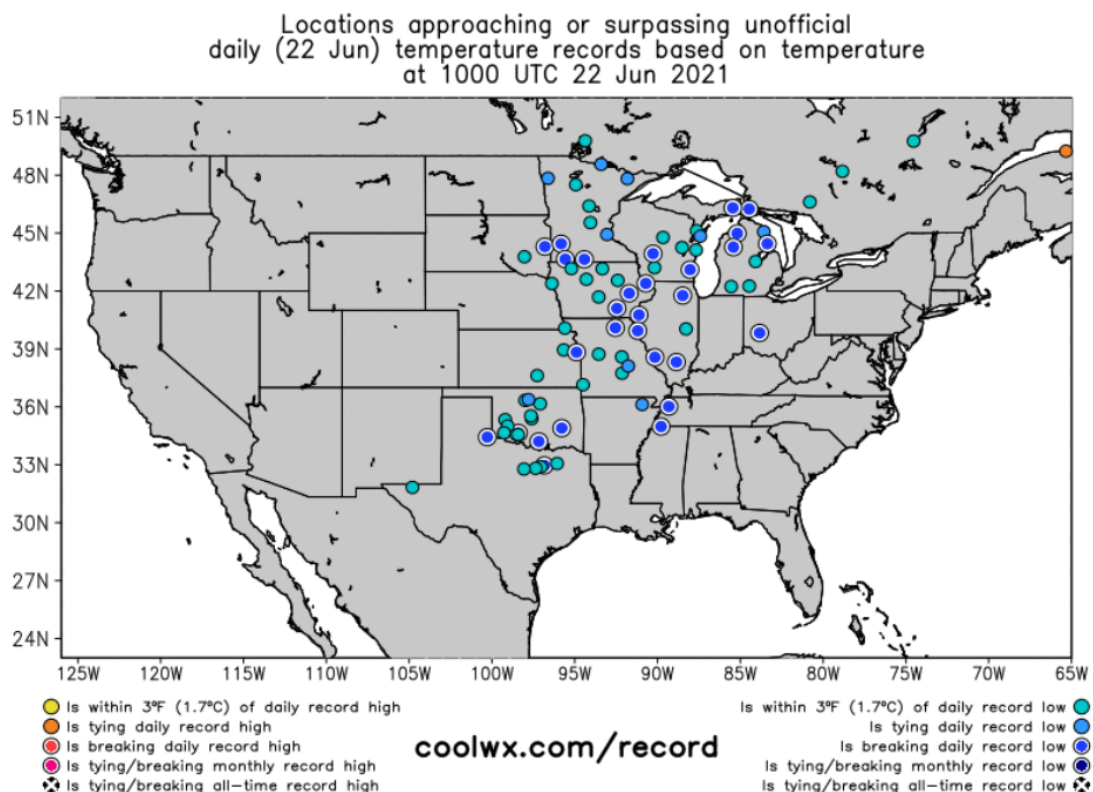 Locations approaching or surpassing unofficial
daily (22 Jun) temperature records based on temperature
at 1000 UTC 22 Jun 2021
51N
48N
45N
42N
39N
36N
33N
30N
27N
24N
125W 120W 115W 110W 105W 100W 95W 90W 85W 80W 75W 70W 65W
Is within 3ºF (1.7ºC) of daily record high
Is tying daily record high
Is breaking daily record high
Is tying/breaking monthly record high
Is tying/breaking all-time record high
coolwx.com/record
Is within 3ºF (1.7ºC) of daily record low
Is tying daily record low
Is breaking daily record low
Is tying/breaking monthly record low
Is tying/breaking all-time record low